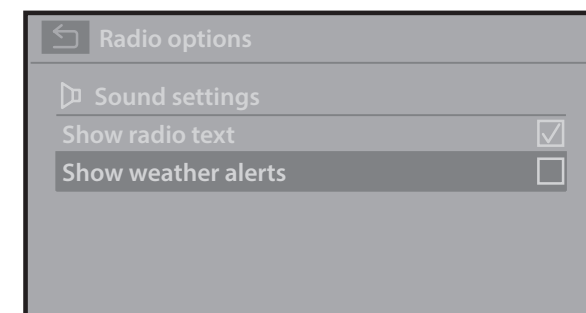 Radio options
Sound settings
Show radio text
Show weather alerts